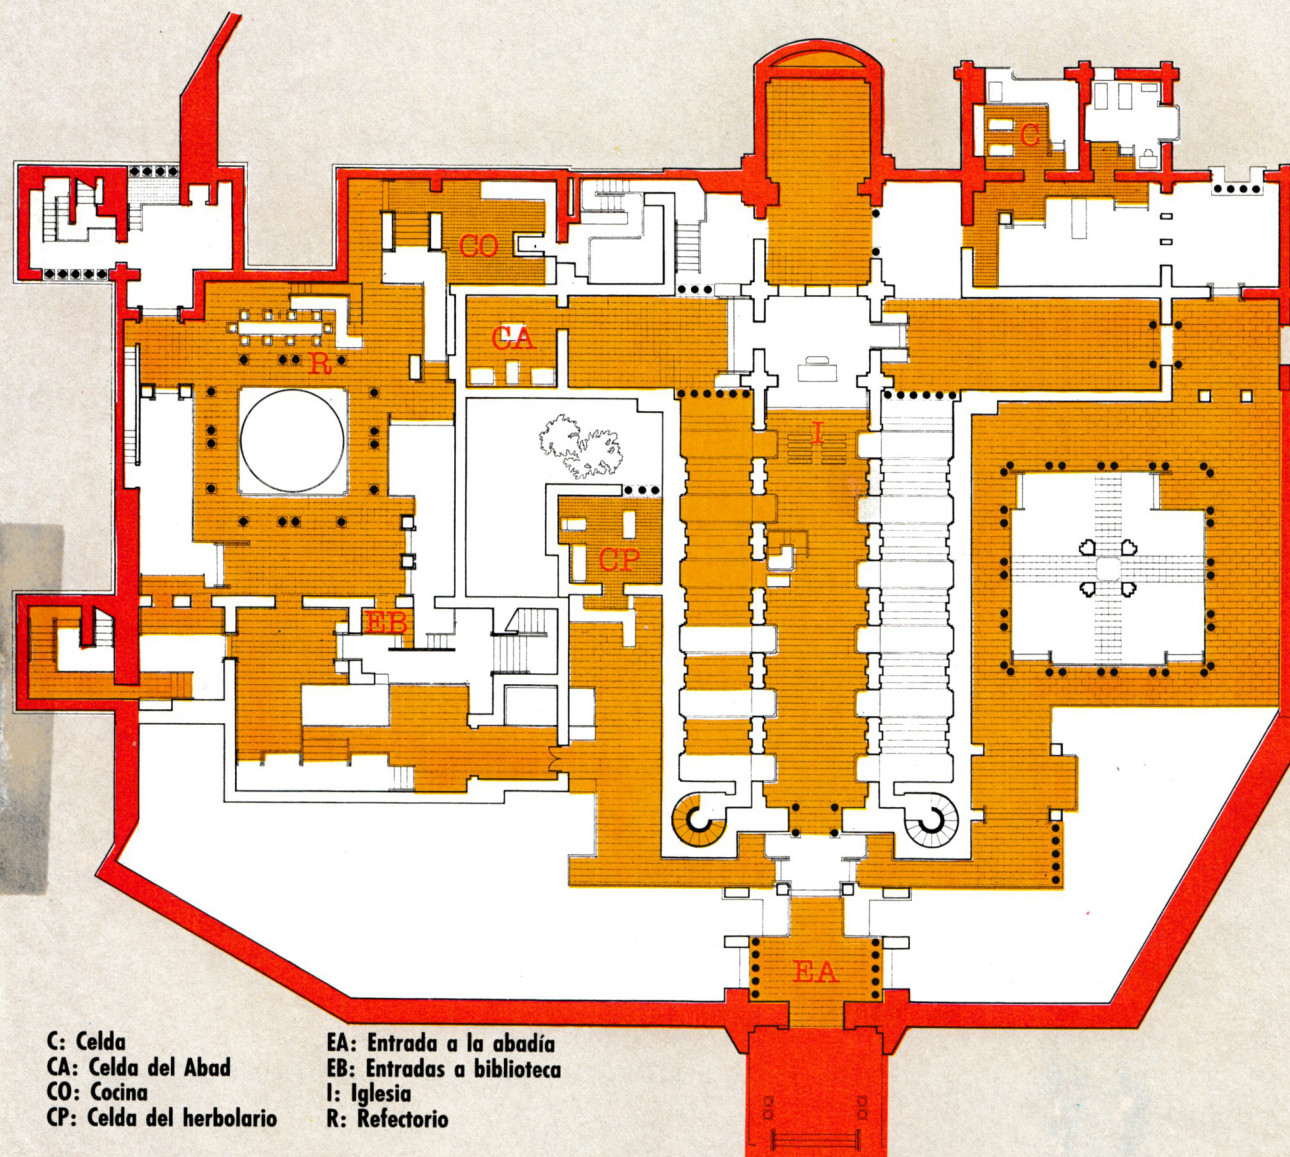 C
CO
CA
R
I
CP
EB
EA
C: Celda
CA: Celda del Abad
CO: Cocina
CP: Celda del herbolario
EA: Entrada a la abadía
EB: Entradas a biblioteca
I: Iglesia
R: Refectorio